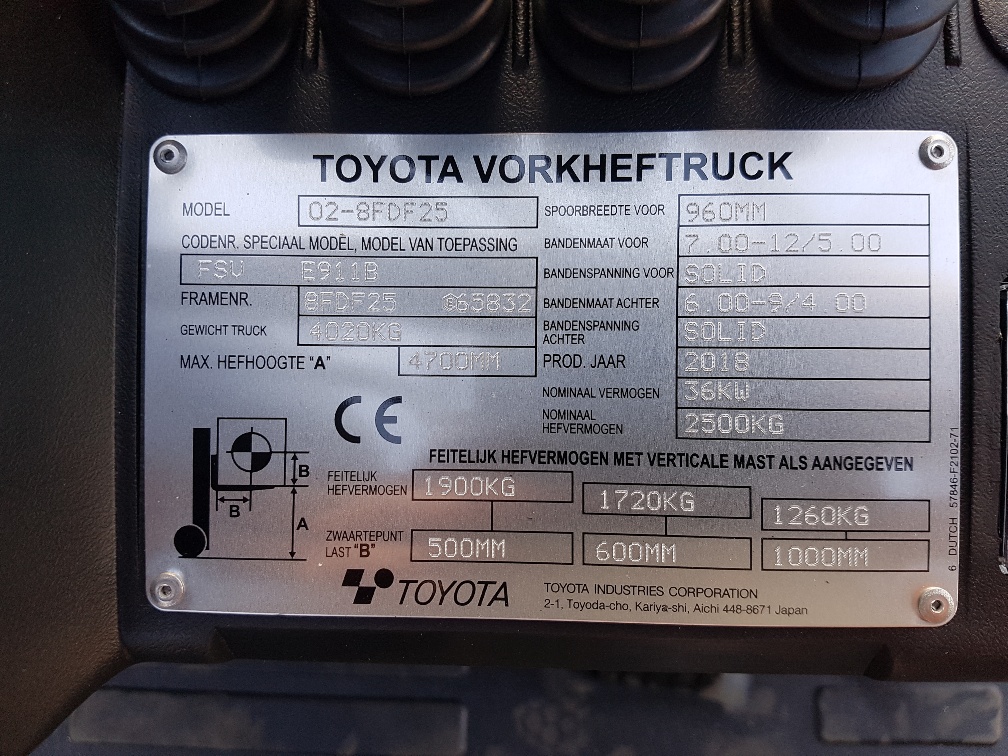 TOYOTA VORKHEFTRUCK
MODEL 02-8FDF25 SPOORBREEDTE VOOR 960MM
CODENR. SPECIAAL MODEL, MODEL VAN TOEPASSING BANDENMAAT VOOR 7.00-12/5.00
FSV E911B BANDENSPANNING VOOR SOLID
FRAMENR. 8FDF25 65832 BANDENMAAT ACHTER 6.00-9/4 00
GEWICHT TRUCK 4020KG BANDENSPANNING ACHTER SOLID
MAX. HEFHOOGTE "A" 4700MM PROD. JAAR 2018
NOMINAAL VERMOGEN 36KW
NOMINAAL HEFVERMOGEN 2500KG
CE
FEITELIJK HEFVERMOGEN MET VERTICALE MAST ALS AANGEGEVEN
FEITELIJK HEFVERMOGEN 1900KG 1720KG 1260KG
ZWAARTEPUNT LAST "B" 500MM 600MM 1000MM
B
B
A
TOYOTA
TOYOTA INDUSTRIES CORPORATION
2-1, Toyoda-cho, Kariya-shi, Aichi 448-8671 Japan
6 DUTCH 57846-F2102-71